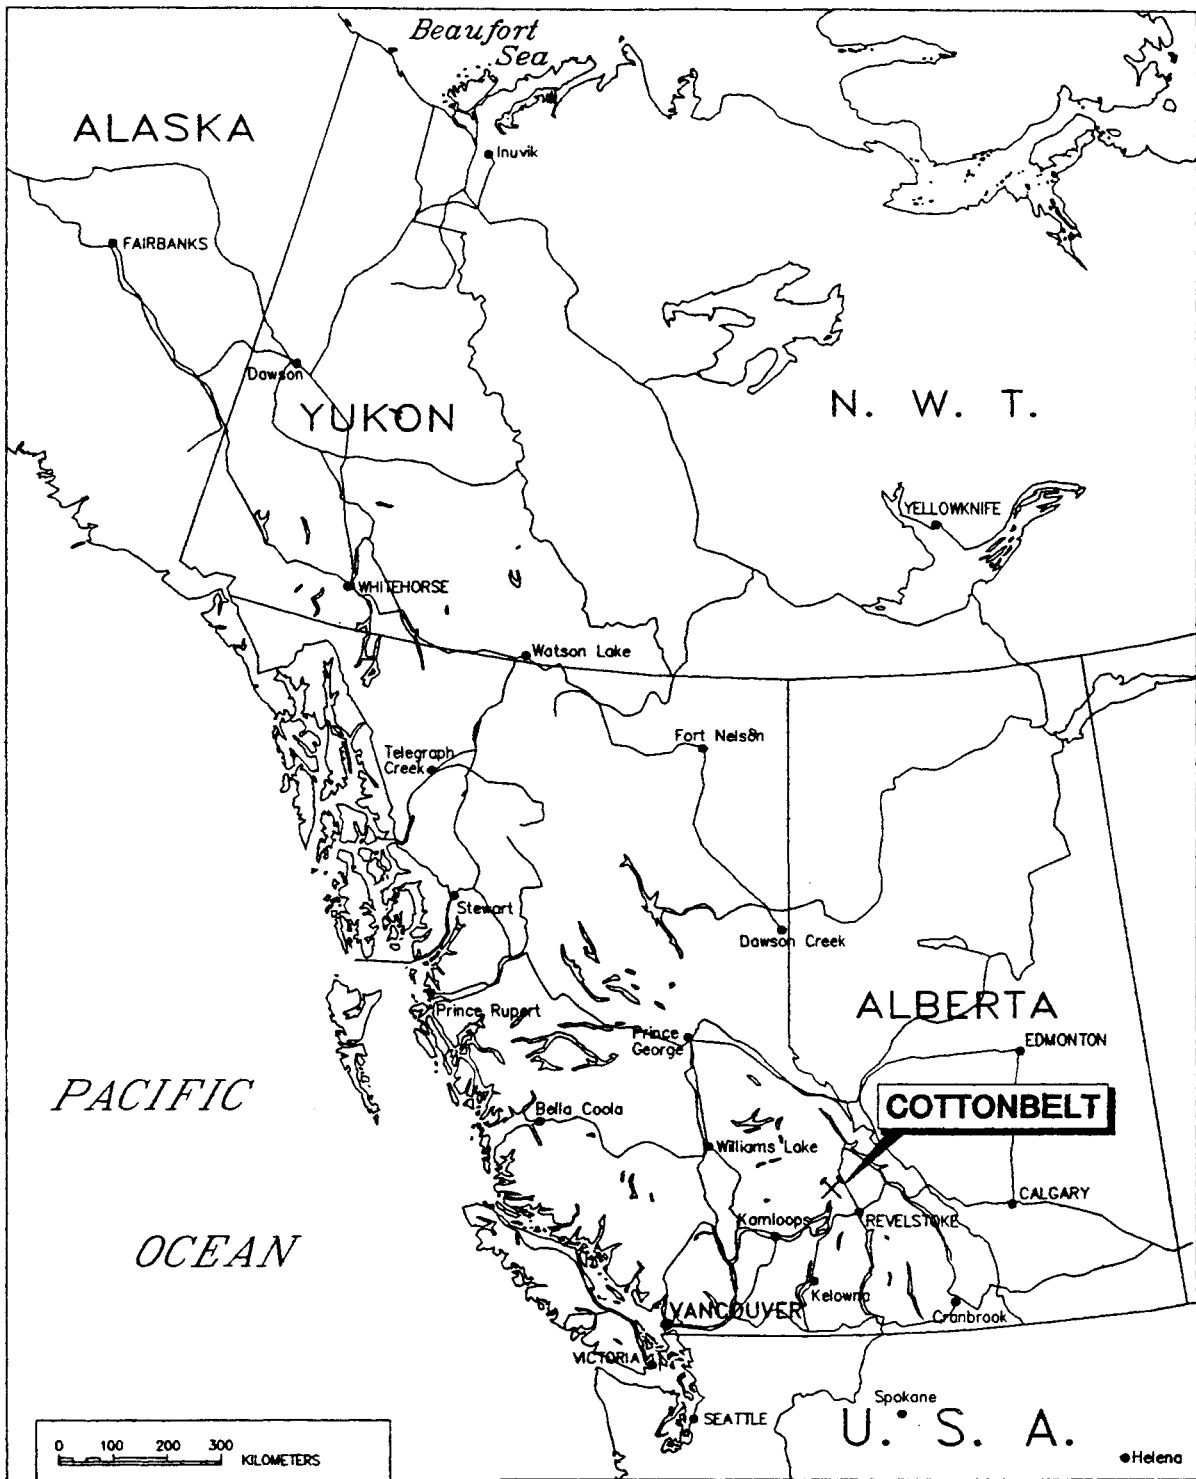 Beaufort
Sea
ALASKA
Inuvik
FAIRBANKS
Dawson
YUKON
N. W. T.
YELLOWKNIFE
WHITEHORSE
Watson Lake
Fort Nelson
Telegraph
Creek
Stewart
Dawson Creek
ALBERTA
Prince Rupert
Prince
George
EDMONTON
PACIFIC
COTTONBELT
Bella Coola
Williams Lake
CALGARY
Kamloops
REVELSTOKE
OCEAN
Kelowna
VANCOUVER
Cranbrook
VICTORIA
Spokane
SEATTLE
U. S. A.
0 100 200 300
KILOMETERS
Helena